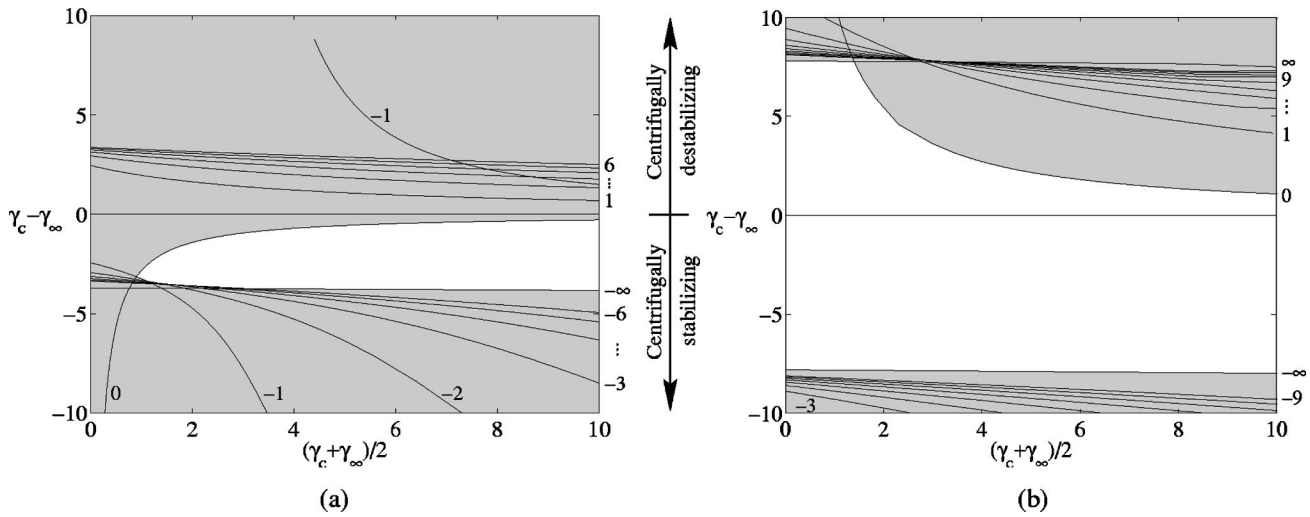 10
5
0
−5
−10
γc−γ∞
0 2 4 6 8 10
(γc+γ∞)/2
−1
6
...
1
−∞
−6
...
−3
0
−1
−2
(a)
Centrifugally
destabilizing
Centrifugally
stabilizing
10
5
0
−5
−10
γc−γ∞
0 2 4 6 8 10
(γc+γ∞)/2
∞
9
...
1
0
−∞
−9
−3
(b)